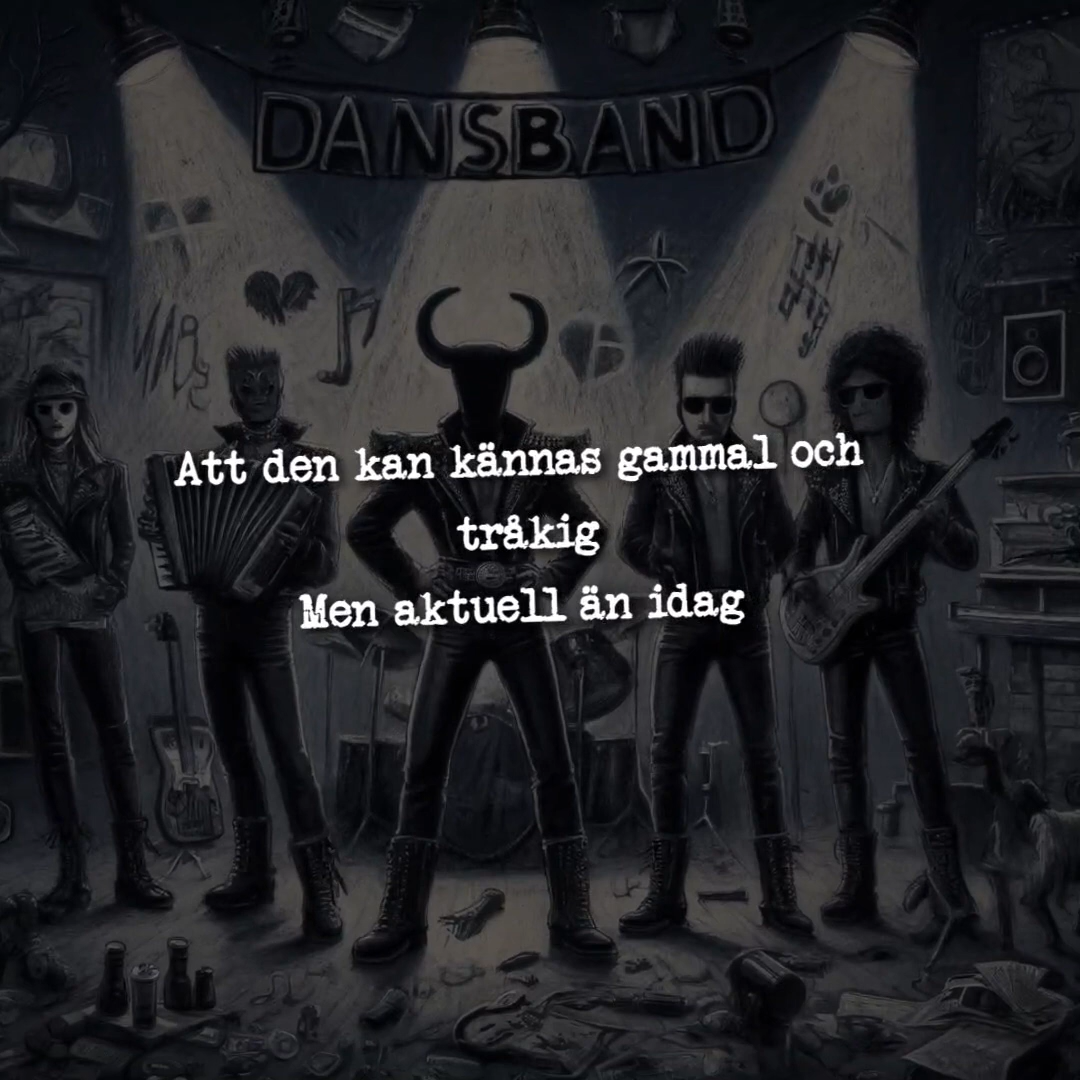 DANSBAND
Att den kan kännas gammal och
tråkig
Men aktuell än idag